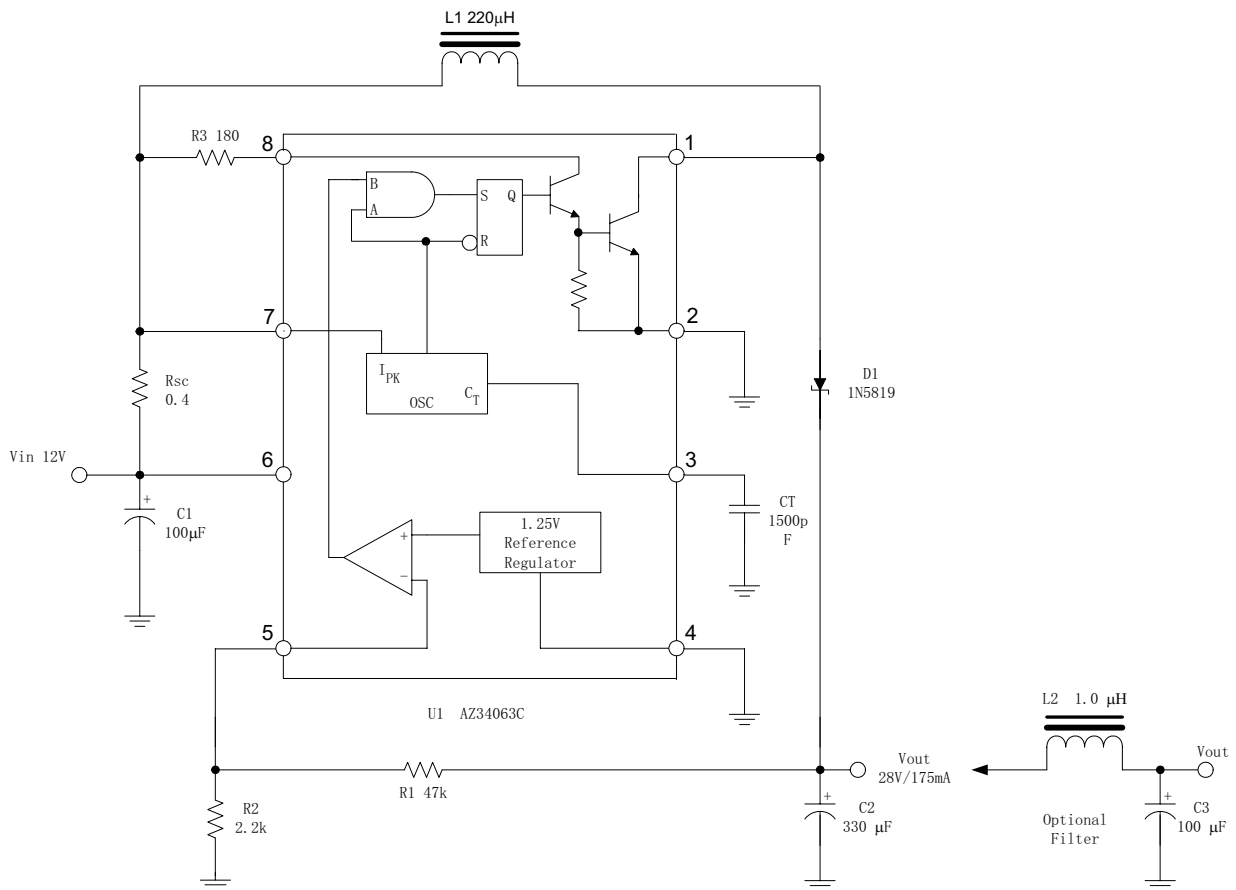 L1 220μH
R3 180
8
1
B
A
S
Q
R
7
2
I PK
C T
OSC
Rsc
0.4
D1
1N5819
Vin 12V
6
3
+
C1
100μF
CT
1500p
F
1.25V
Reference
Regulator
+
−
5
4
U1 AZ34063C
L2 1.0 μH
Vout
28V/175mA
Vout
R1 47k
R2
2.2k
+
C2
330 μF
Optional
Filter
+
C3
100 μF